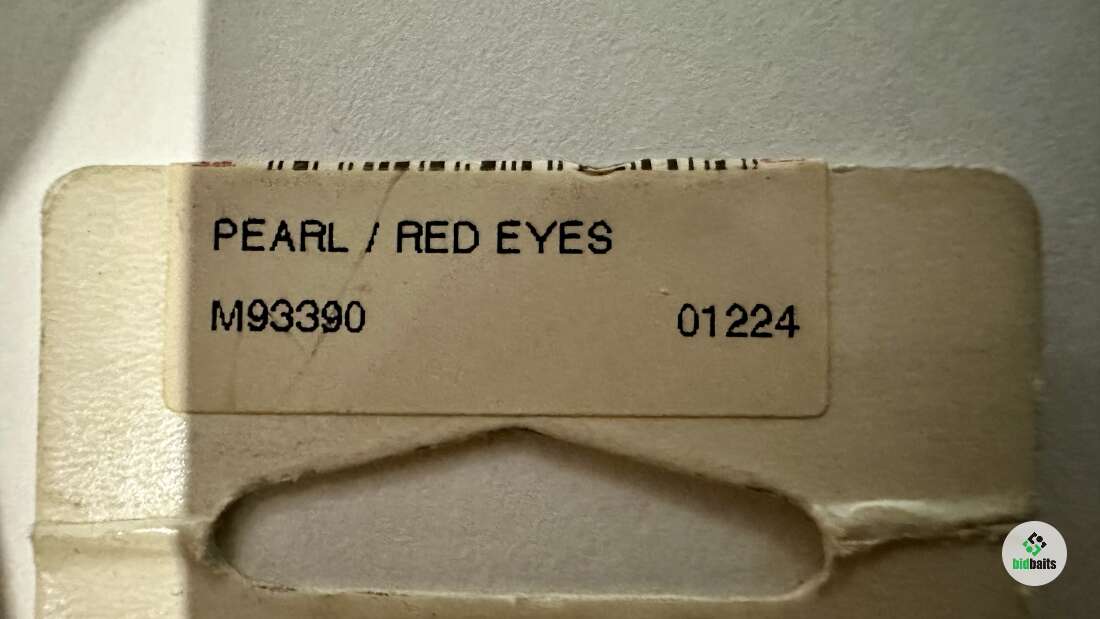 PEARL / RED EYES
M93390 01224
bidbaits